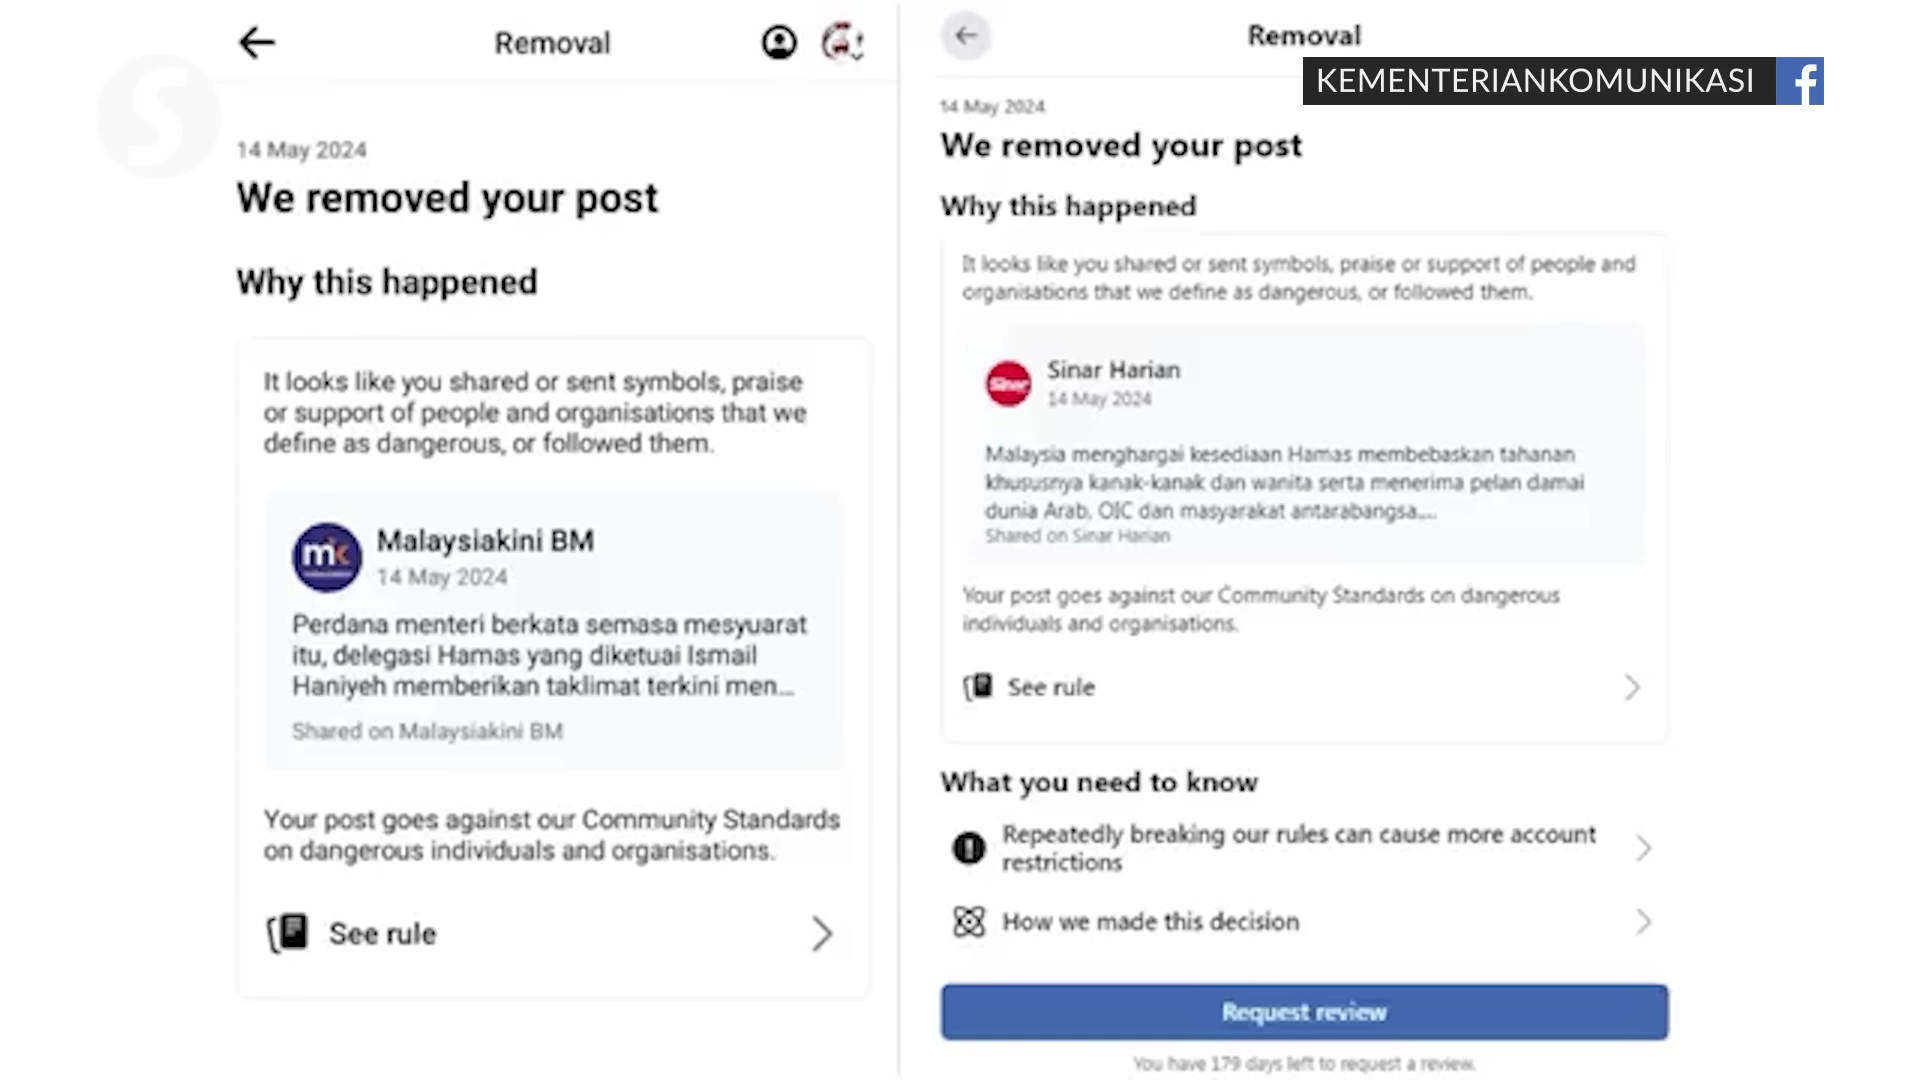 S
Removal
14 May 2024
We removed your post
Why this happened
It looks like you shared or sent symbols, praise
or support of people and organisations that we
define as dangerous, or followed them.
mk
Malaysiakini BM
14 May 2024
Perdana menteri berkata semasa mesyuarat
itu, delegasi Hamas yang diketuai Ismail
Haniyeh memberikan taklimat terkini men...
Shared on Malaysiakini BM
Your post goes against our Community Standards
on dangerous individuals and organisations.
See rule
Removal
KEMENTERIANKOMUNIKASI f
14 May 2024
We removed your post
Why this happened
It looks like you shared or sent symbols, praise or support of people and
organisations that we define as dangerous, or followed them.
Sinar
Sinar Harian
14 May 2024
Malaysia menghargai kesediaan Hamas membebaskan tahanan
khususnya kanak-kanak dan wanita serta menerima pelan damai
dunia Arab, OIC dan masyarakat antarabangsa....
Shared on Sinar Harian
Your post goes against our Community Standards on dangerous
individuals and organisations.
See rule
What you need to know
Repeatedly breaking our rules can cause more account
restrictions
How we made this decision
Request review
You have 179 days left to request a review.